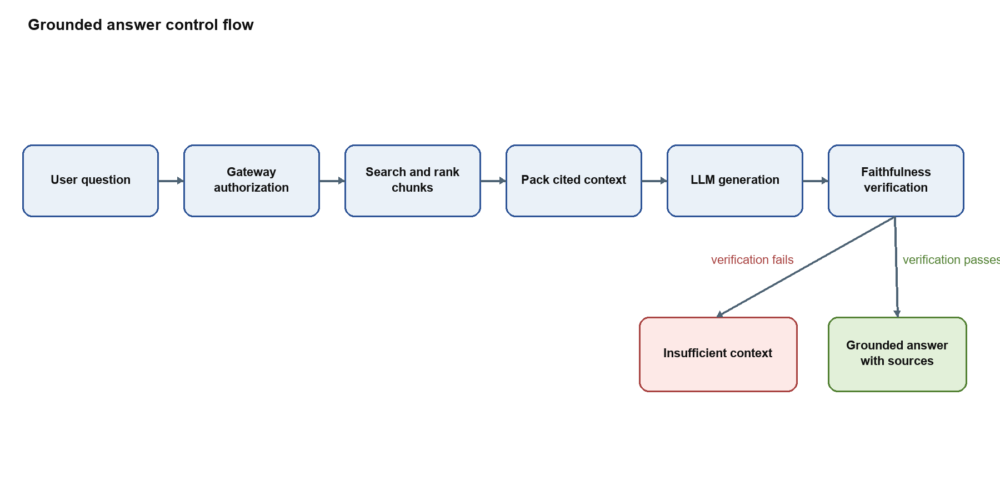 Grounded answer control flow
User question
Gateway
authorization
Search and rank
chunks
Pack cited context
LLM generation
Faithfulness
verification
verification fails
verification passes
Insufficient context
Grounded answer
with sources